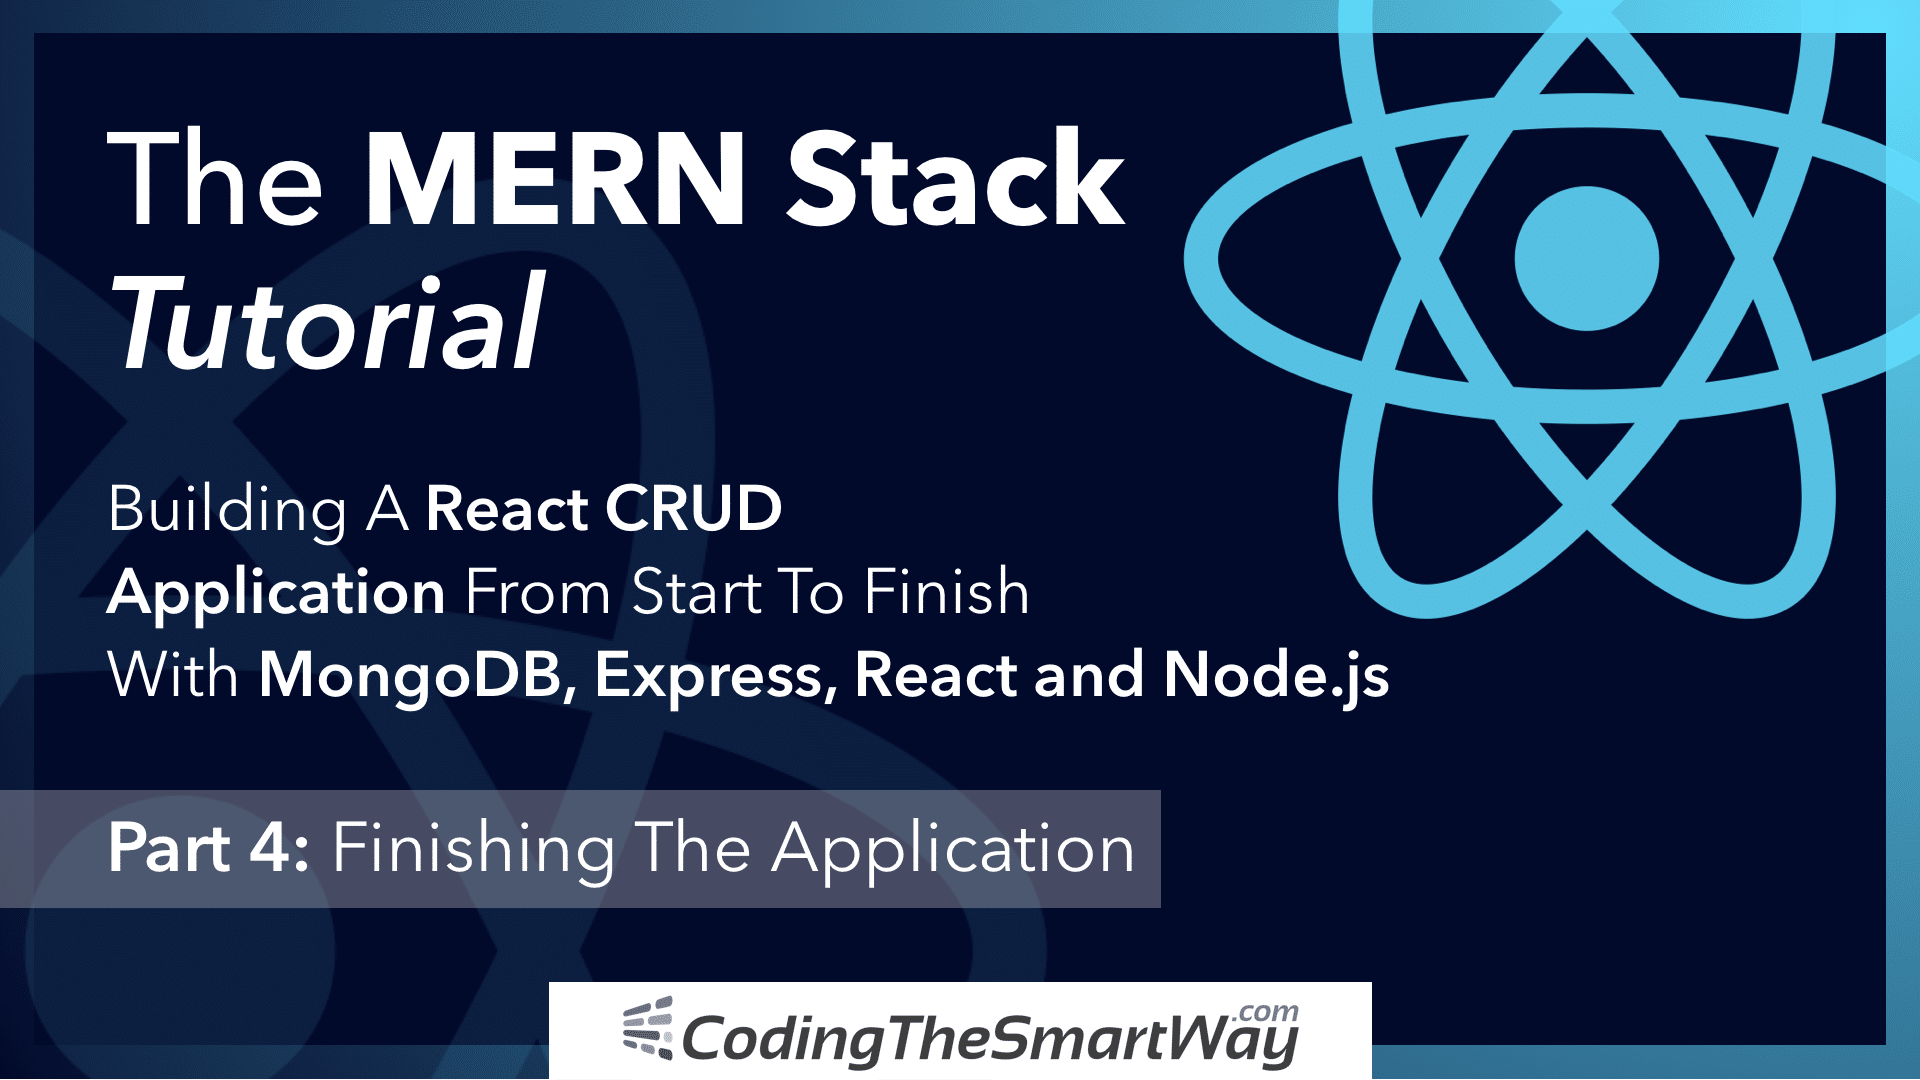 The MERN Stack
Tutorial
Building A React CRUD
Application From Start To Finish
With MongoDB, Express, React and Node.js
Part 4: Finishing The Application
CodingTheSmartWay.com